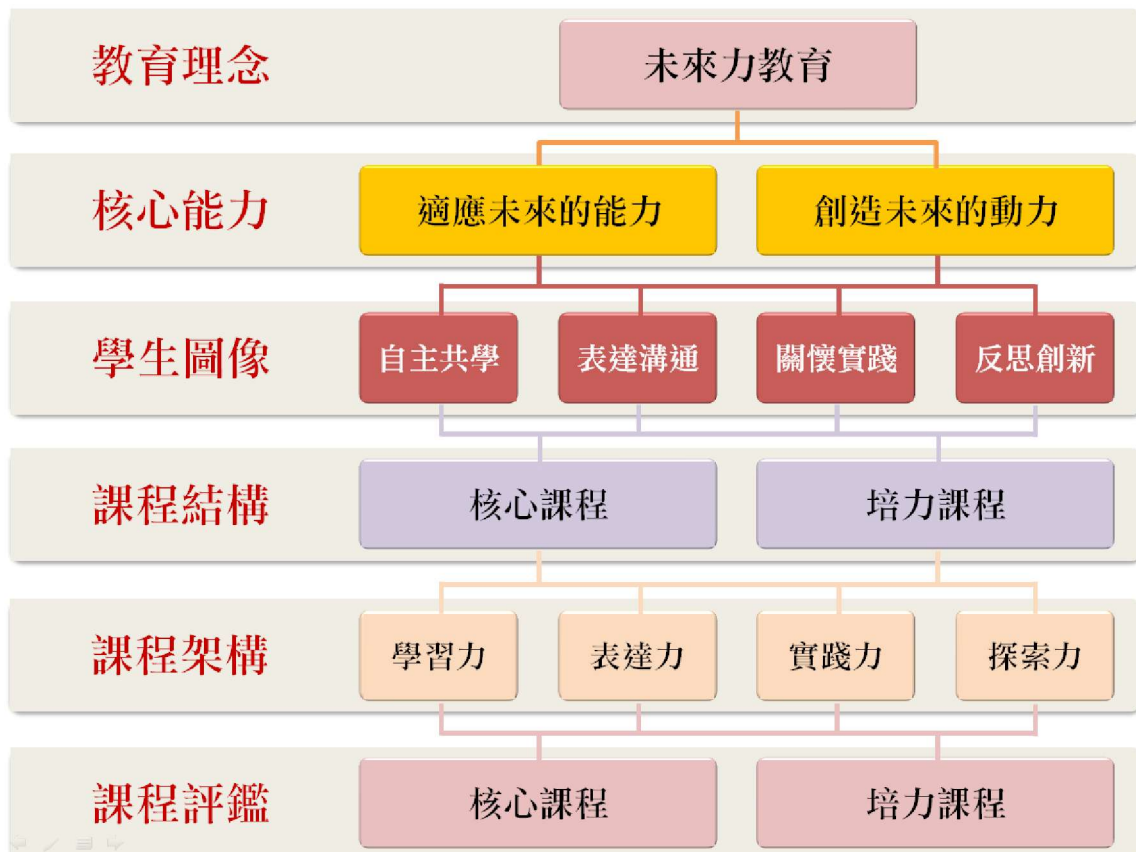 教育理念
未來力教育
核心能力
適應未來的能力
創造未來的動力
學生圖像
自主共學
表達溝通
關懷實踐
反思創新
課程結構
核心課程
培力課程
課程架構
學習力
表達力
實踐力
探索力
課程評鑑
核心課程
培力課程